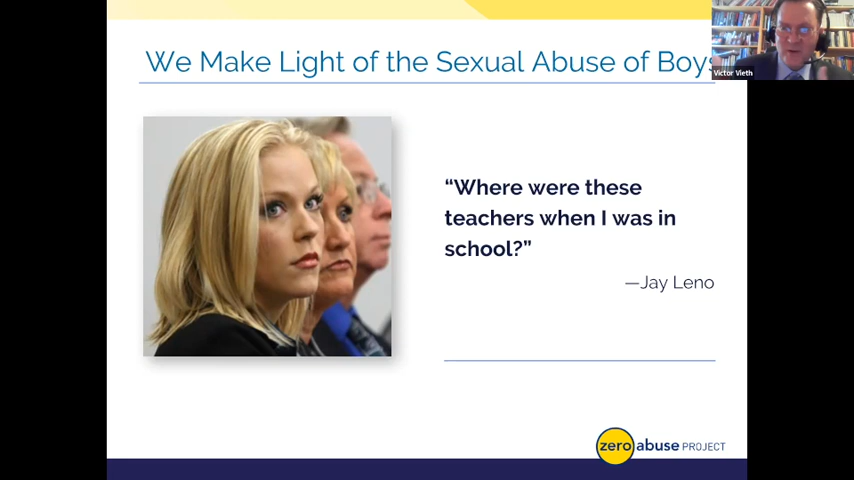 We Make Light of the Sexual Abuse of Boys
Victor Vieth
“Where were these
teachers when I was in
school?”
—Jay Leno
zero abuse PROJECT